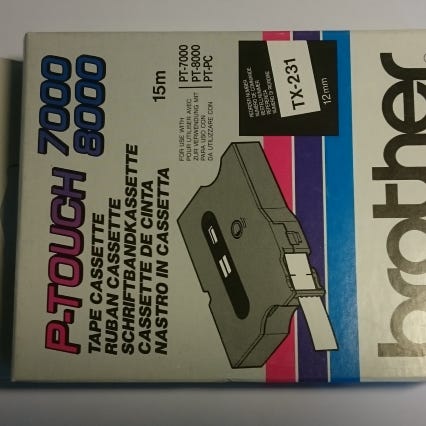 P-TOUCH 7000
8000
TAPE CASSETTE
RUBAN CASSETTE
SCHRIFTBANDKASSETTE
CASSETTE DE CINTA
NASTRO IN CASSETTA
15m
FOR USE WITH
POUR UTILISER AVEC
ZUR VERWENDUNG MIT
PARA USO CON
DA UTILIZZARE CON
PT-7000
PT-8000
PT-PC
TX-231
12mm
brother